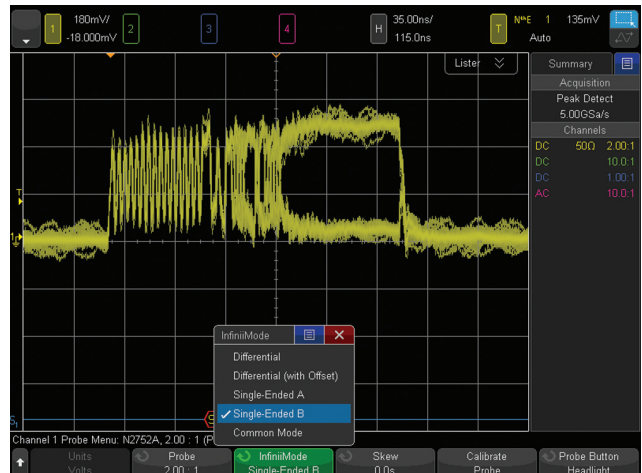 1 180mV/ 2 3 4 H 35.00ns/ T NthE 1 135mV
-18.000mV 115.0ns Auto
Lister
Summary
Acquisition
Peak Detect
5.00GSa/s
Channels
DC 50Ω 2.00:1
DC 10.0:1
DC 1.00:1
AC 10.0:1
T
1
InfiniiMode
Differential
Differential (with Offset)
Single-Ended A
Single-Ended B
Common Mode
S1
Channel 1 Probe Menu: N2752A, 2.00 : 1 (P
Units Probe InfiniiMode Skew Calibrate Probe Button
Volts 2.00 : 1 Single-Ended B 0.0s Probe Headlight